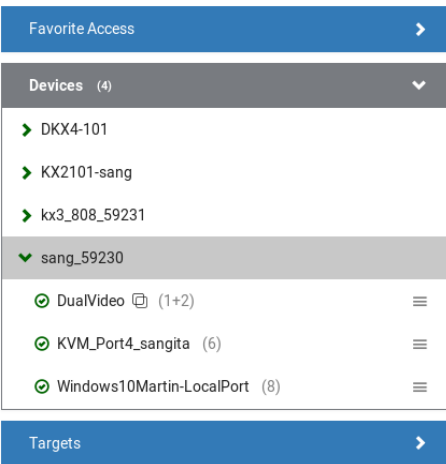 Favorite Access
Devices (4)
DKX4-101
KX2101-sang
kx3_808_59231
sang_59230
DualVideo (1+2)
KVM_Port4_sangita (6)
Windows10Martin-LocalPort (8)
Targets